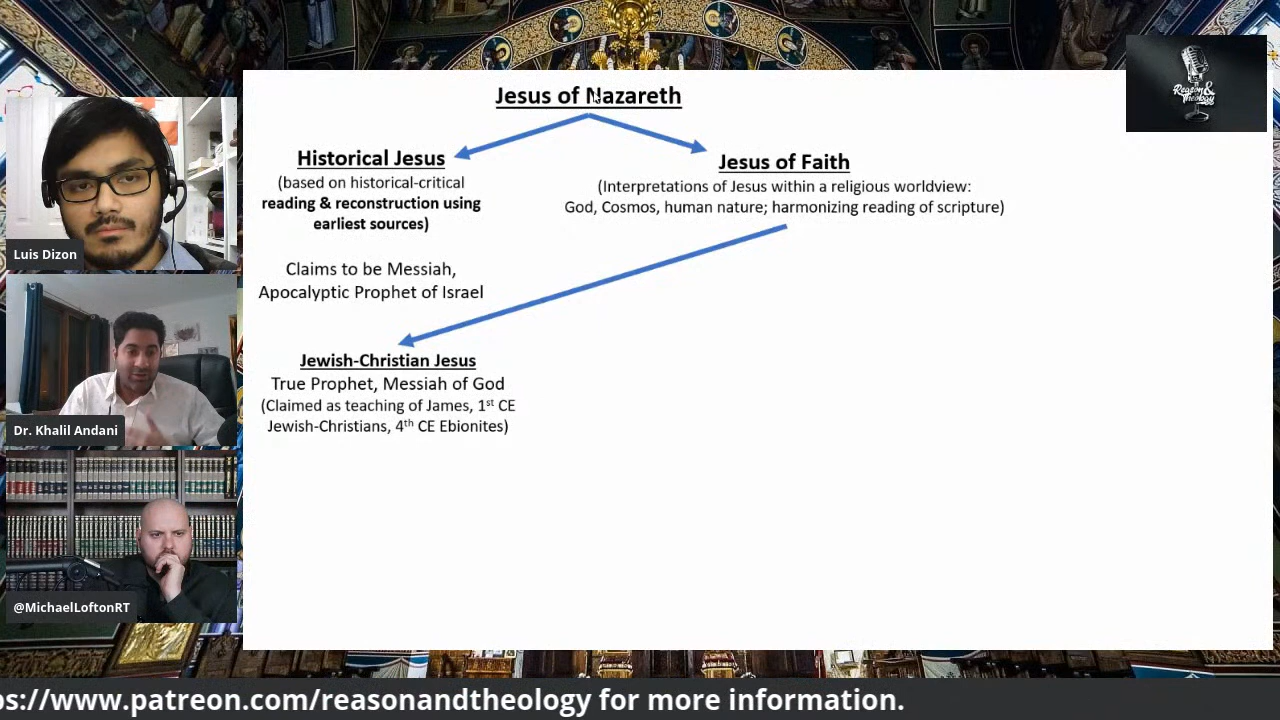 Jesus of Nazareth
Historical Jesus
(based on historical-critical
reading & reconstruction using
earliest sources)
Claims to be Messiah,
Apocalyptic Prophet of Israel
Jesus of Faith
(Interpretations of Jesus within a religious worldview:
God, Cosmos, human nature; harmonizing reading of scripture)
Jewish-Christian Jesus
True Prophet, Messiah of God
(Claimed as teaching of James, 1st CE
Jewish-Christians, 4th CE Ebionites)
Reason &
Theology
Luis Dizon
Dr. Khalil Andani
@MichaelLoftonRT
ps://www.patreon.com/reasonandtheology for more information.